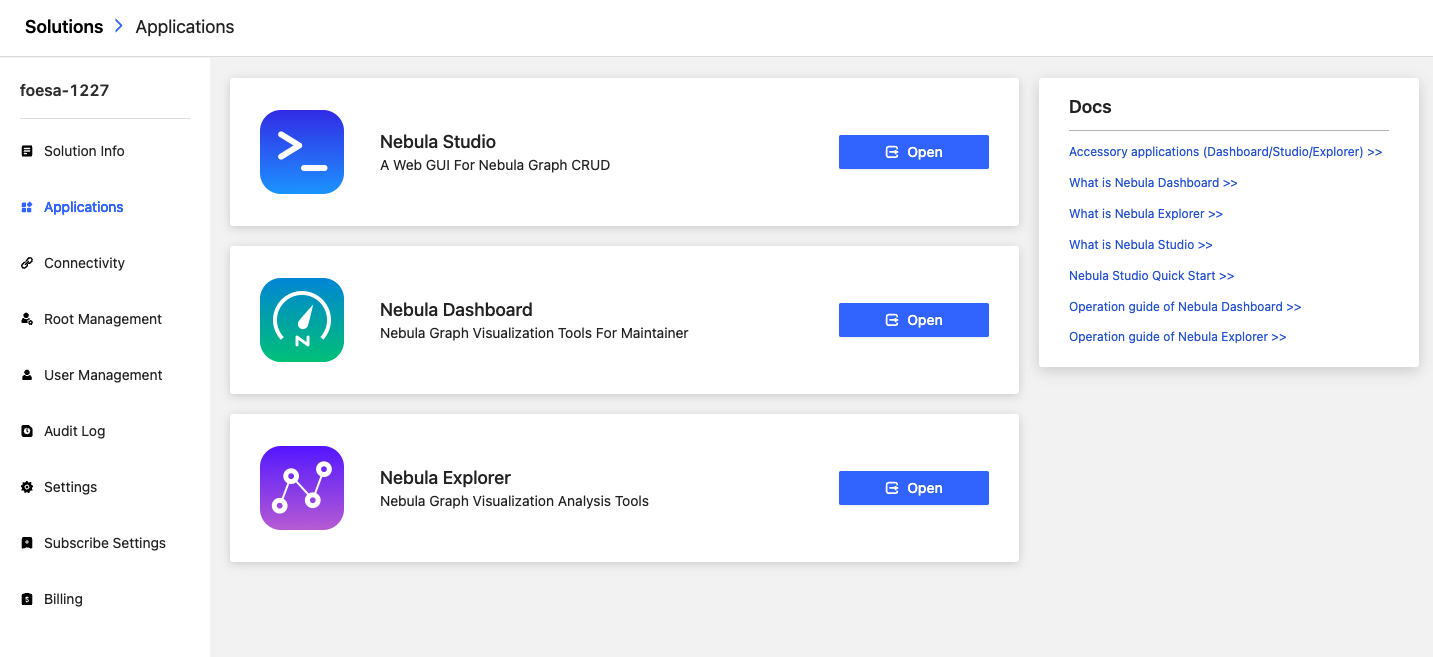 Solutions > Applications
foesa-1227
Solution Info
Applications
Connectivity
Root Management
User Management
Audit Log
Settings
Subscribe Settings
Billing
Nebula Studio
A Web GUI For Nebula Graph CRUD
Open
Nebula Dashboard
Nebula Graph Visualization Tools For Maintainer
Open
N
Nebula Explorer
Nebula Graph Visualization Analysis Tools
Open
Docs
Accessory applications (Dashboard/Studio/Explorer) >>
What is Nebula Dashboard >>
What is Nebula Explorer >>
What is Nebula Studio >>
Nebula Studio Quick Start >>
Operation guide of Nebula Dashboard >>
Operation guide of Nebula Explorer >>